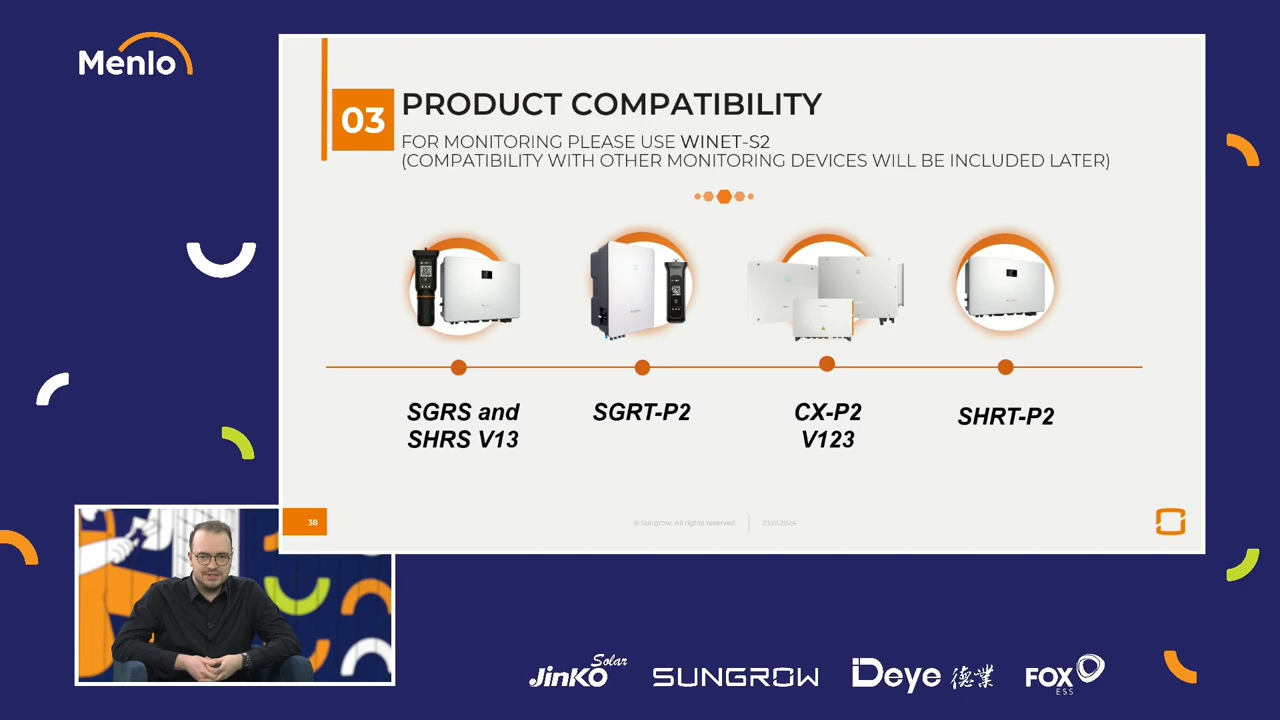 Menlo
03
PRODUCT COMPATIBILITY
FOR MONITORING PLEASE USE WINET-S2
(COMPATIBILITY WITH OTHER MONITORING DEVICES WILL BE INCLUDED LATER)
SGRS and
SHRS V13
SGRT-P2
CX-P2
V123
SHRT-P2
38
© Sungrow. All rights reserved.
23.01.2024
JinKO Solar
SUNGROW
Deye 德業
FOX
ESS